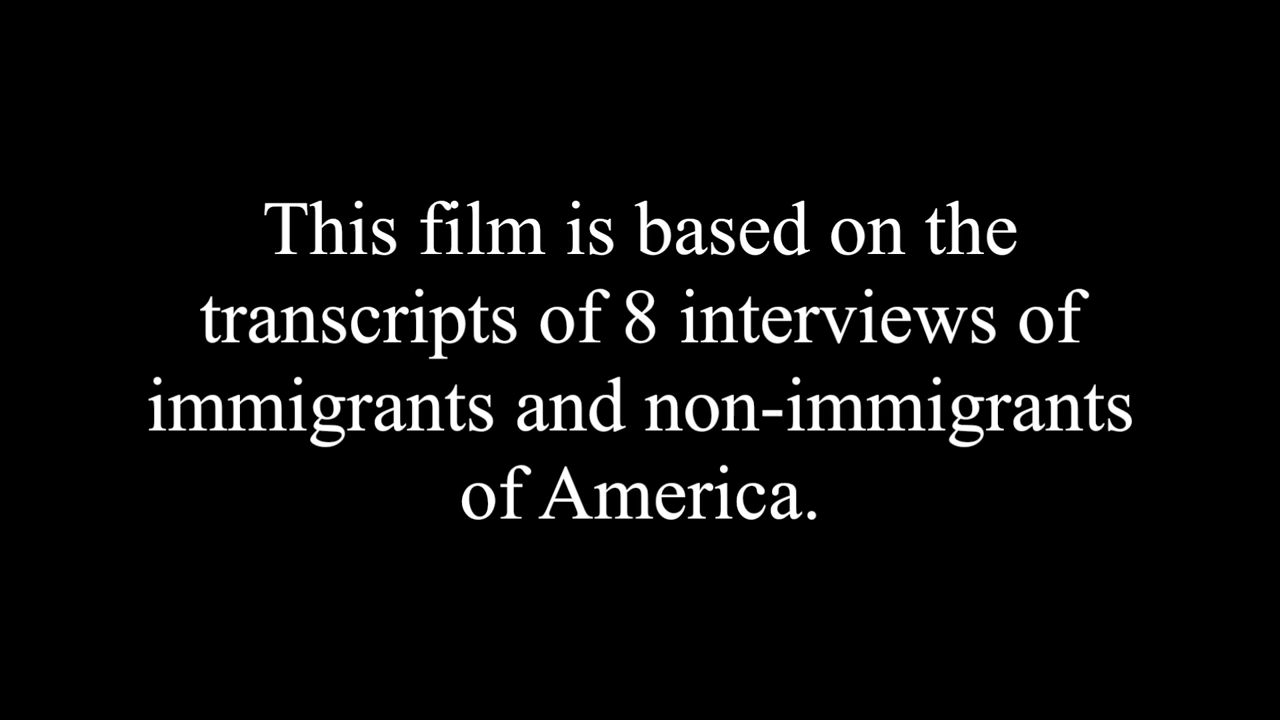 This film is based on the
transcripts of 8 interviews of
immigrants and non-immigrants
of America.